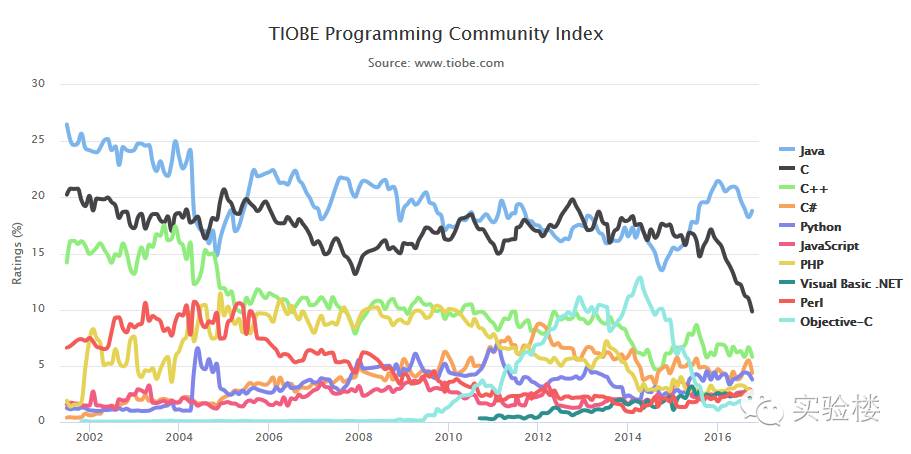 TIOBE Programming Community Index
Source: www.tiobe.com
Ratings (%)
30
25
20
15
10
5
0
2002 2004 2006 2008 2010 2012 2014 2016
Java
C
C++
C#
Python
JavaScript
PHP
Visual Basic .NET
Perl
Objective-C
实验楼